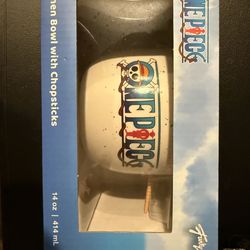 ONE PIECE
ONE PIECE
men Bowl with Chopsticks
14 oz | 414 mL